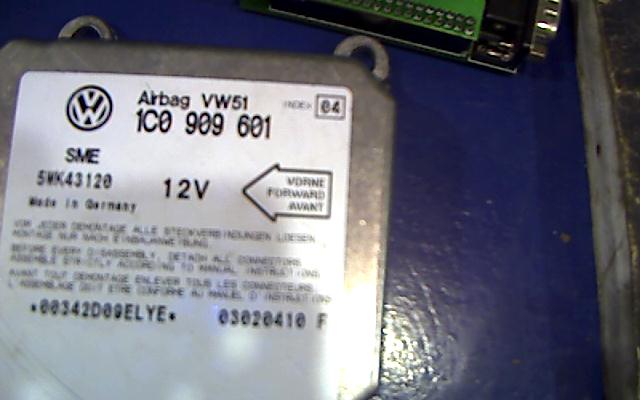 VW
Airbag VW51
INDEX 04
1C0 909 601
SME
5WK43120
12V
VORNE
FORWARD
AVANT
Made in Germany
VOR JEDER DEMONTAGE ALLE STECKVERBINDUNGEN LOESEN
MONTAGE NUR NACH EINBAUANWEISUNG.
BEFORE EVERY DISASSEMBLY, DETACH ALL CONNECTORS
ASSEMBLE STRICTLY ACCORDING TO MANUAL INSTRUCTIONS
AVANT TOUT DEMONTAGE ENLEVER TOUS LES CONNECTEURS
L'ASSEMBLAGE DOIT ETRE CONFORME AU MANUEL D'INSTRUCTIONS
*00342D09ELYE* 03020410 F